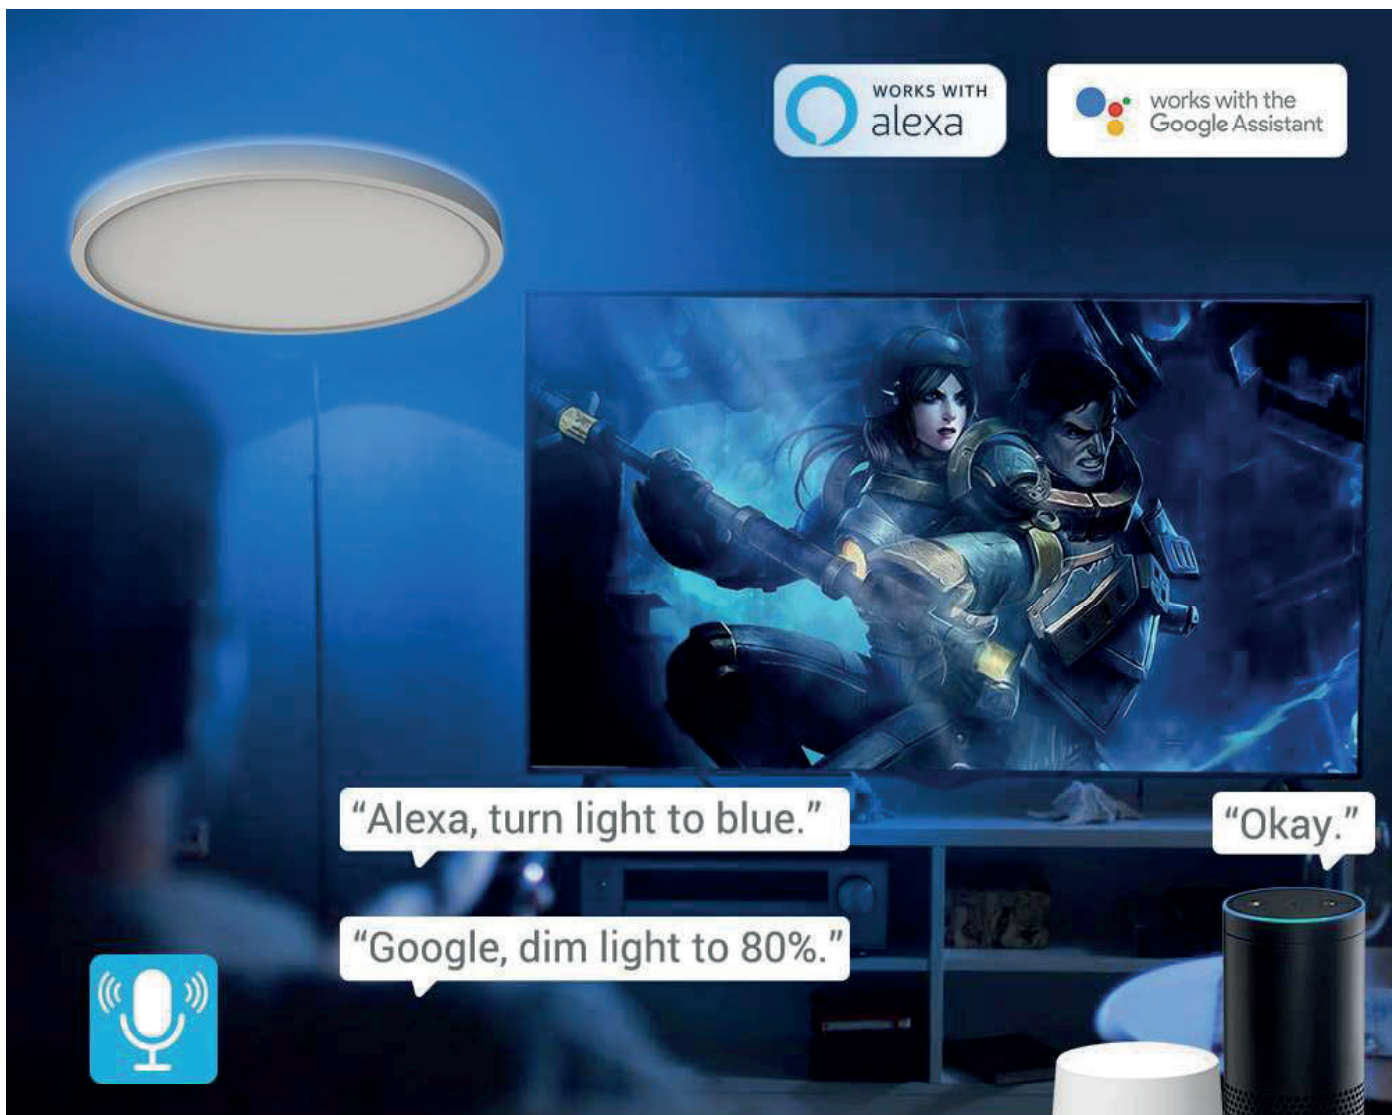 WORKS WITH
alexa
works with the
Google Assistant
“Alexa, turn light to blue.”
“Okay.”
“Google, dim light to 80%.”